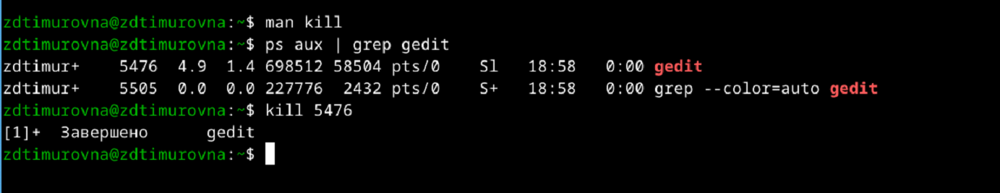 zdtimurovna@zdtimurovna:~$ man kill
zdtimurovna@zdtimurovna:~$ ps aux | grep gedit
zdtimur+    5476  4.9  1.4 698512 58504 pts/0    Sl   18:58   0:00 gedit
zdtimur+    5505  0.0  0.0 227776  2432 pts/0    S+   18:58   0:00 grep --color=auto gedit
zdtimurovna@zdtimurovna:~$ kill 5476
[1]+  Завершено      gedit
zdtimurovna@zdtimurovna:~$